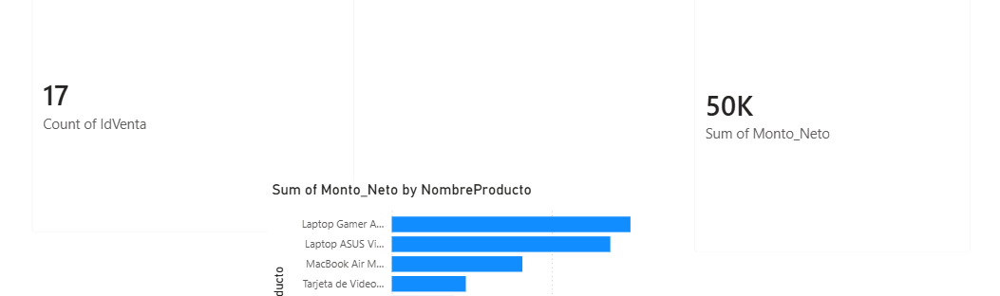 17
Count of IdVenta
50K
Sum of Monto_Neto
Sum of Monto_Neto by NombreProducto
Laptop Gamer A...
Laptop ASUS Vi...
MacBook Air M...
Tarjeta de Video...
ducto